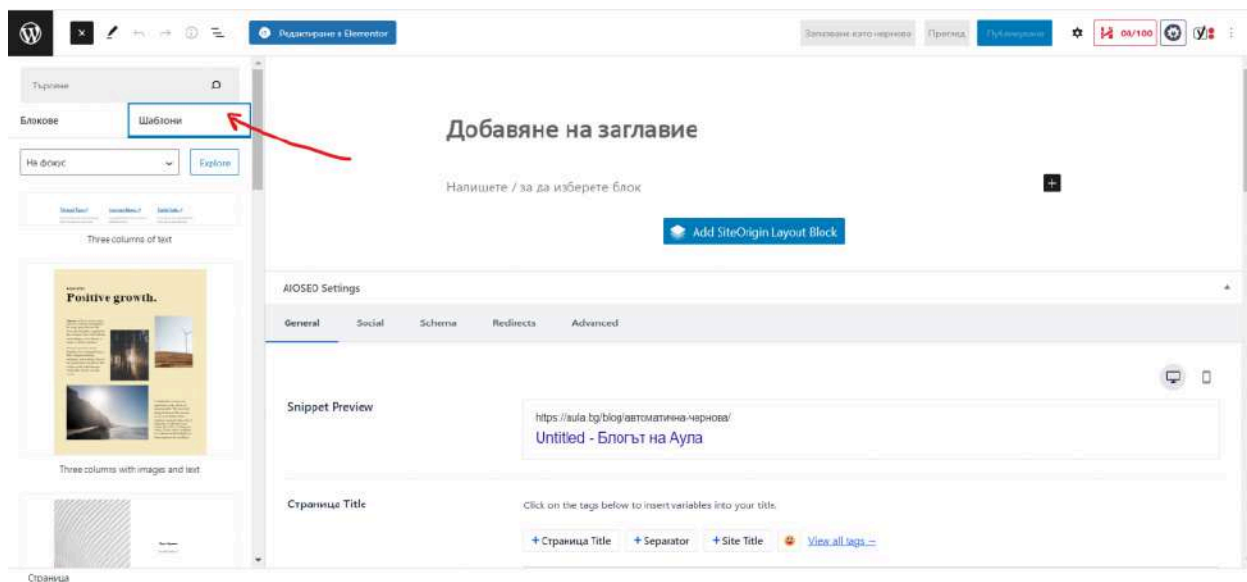 Редактиране с Elementor
Запазване като чернова
Преглед
Публикуване
00/100
Търсене
Блокове
Шаблони
На фокус
Explore
Three columns of text
Positive growth.
Three columns with images and text
Добавяне на заглавие
Напишете / за да изберете блок
Add SiteOrigin Layout Block
AIOSEO Settings
General
Social
Schema
Redirects
Advanced
Snippet Preview
https://aula.bg/blog/автоматична-чернова/
Untitled - Блогът на Аула
Страница Title
Click on the tags below to insert variables into your title.
+ Страница Title
+ Separator
+ Site Title
View all tags →
Страница